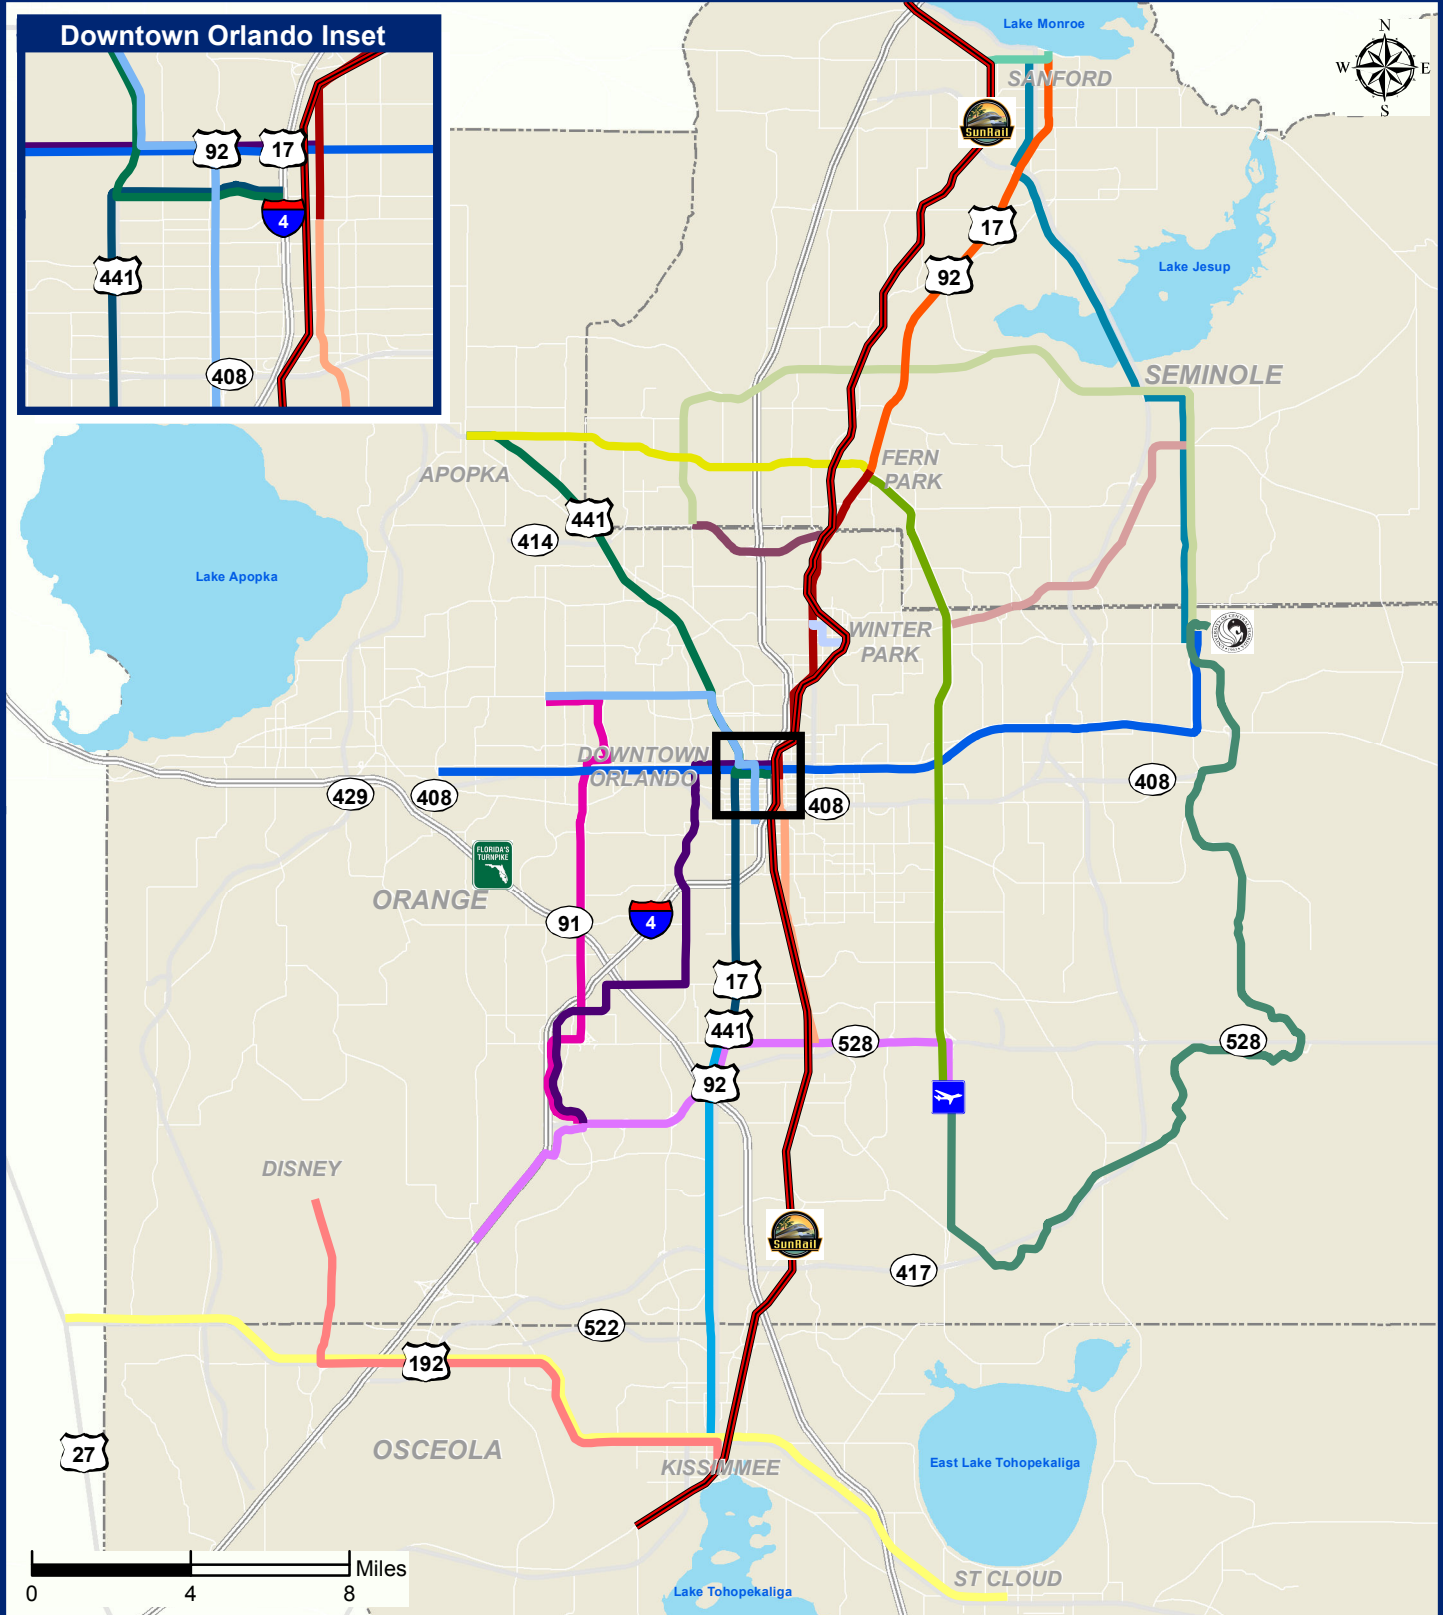 Downtown Orlando Inset
92
17
4
441
408
Lake Monroe
N
W
E
S
SANFORD
SunRail
17
92
Lake Jesup
SEMINOLE
APOPKA
FERN
PARK
441
414
Lake Apopka
WINTER
PARK
DOWNTOWN
ORLANDO
429
408
408
408
FLORIDA'S
TURNPIKE
ORANGE
91
4
17
441
528
528
92
DISNEY
SunRail
417
522
192
27
OSCEOLA
KISSIMMEE
East Lake Tohopekaliga
ST CLOUD
Lake Tohopekaliga
Miles
0
4
8